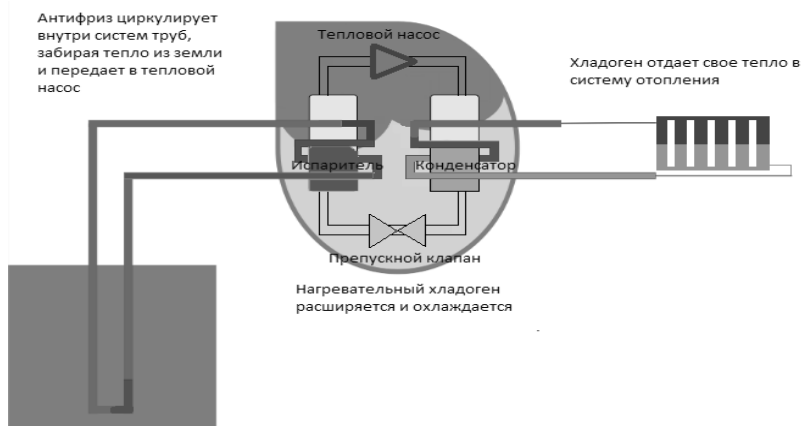 Антифриз циркулирует
внутри систем труб,
забирая тепло из земли
и передает в тепловой
насос
Тепловой насос
Хладоген отдает свое тепло в
систему отопления
Испаритель
Конденсатор
Препускной клапан
Нагревательный хладоген
расширяется и охлаждается